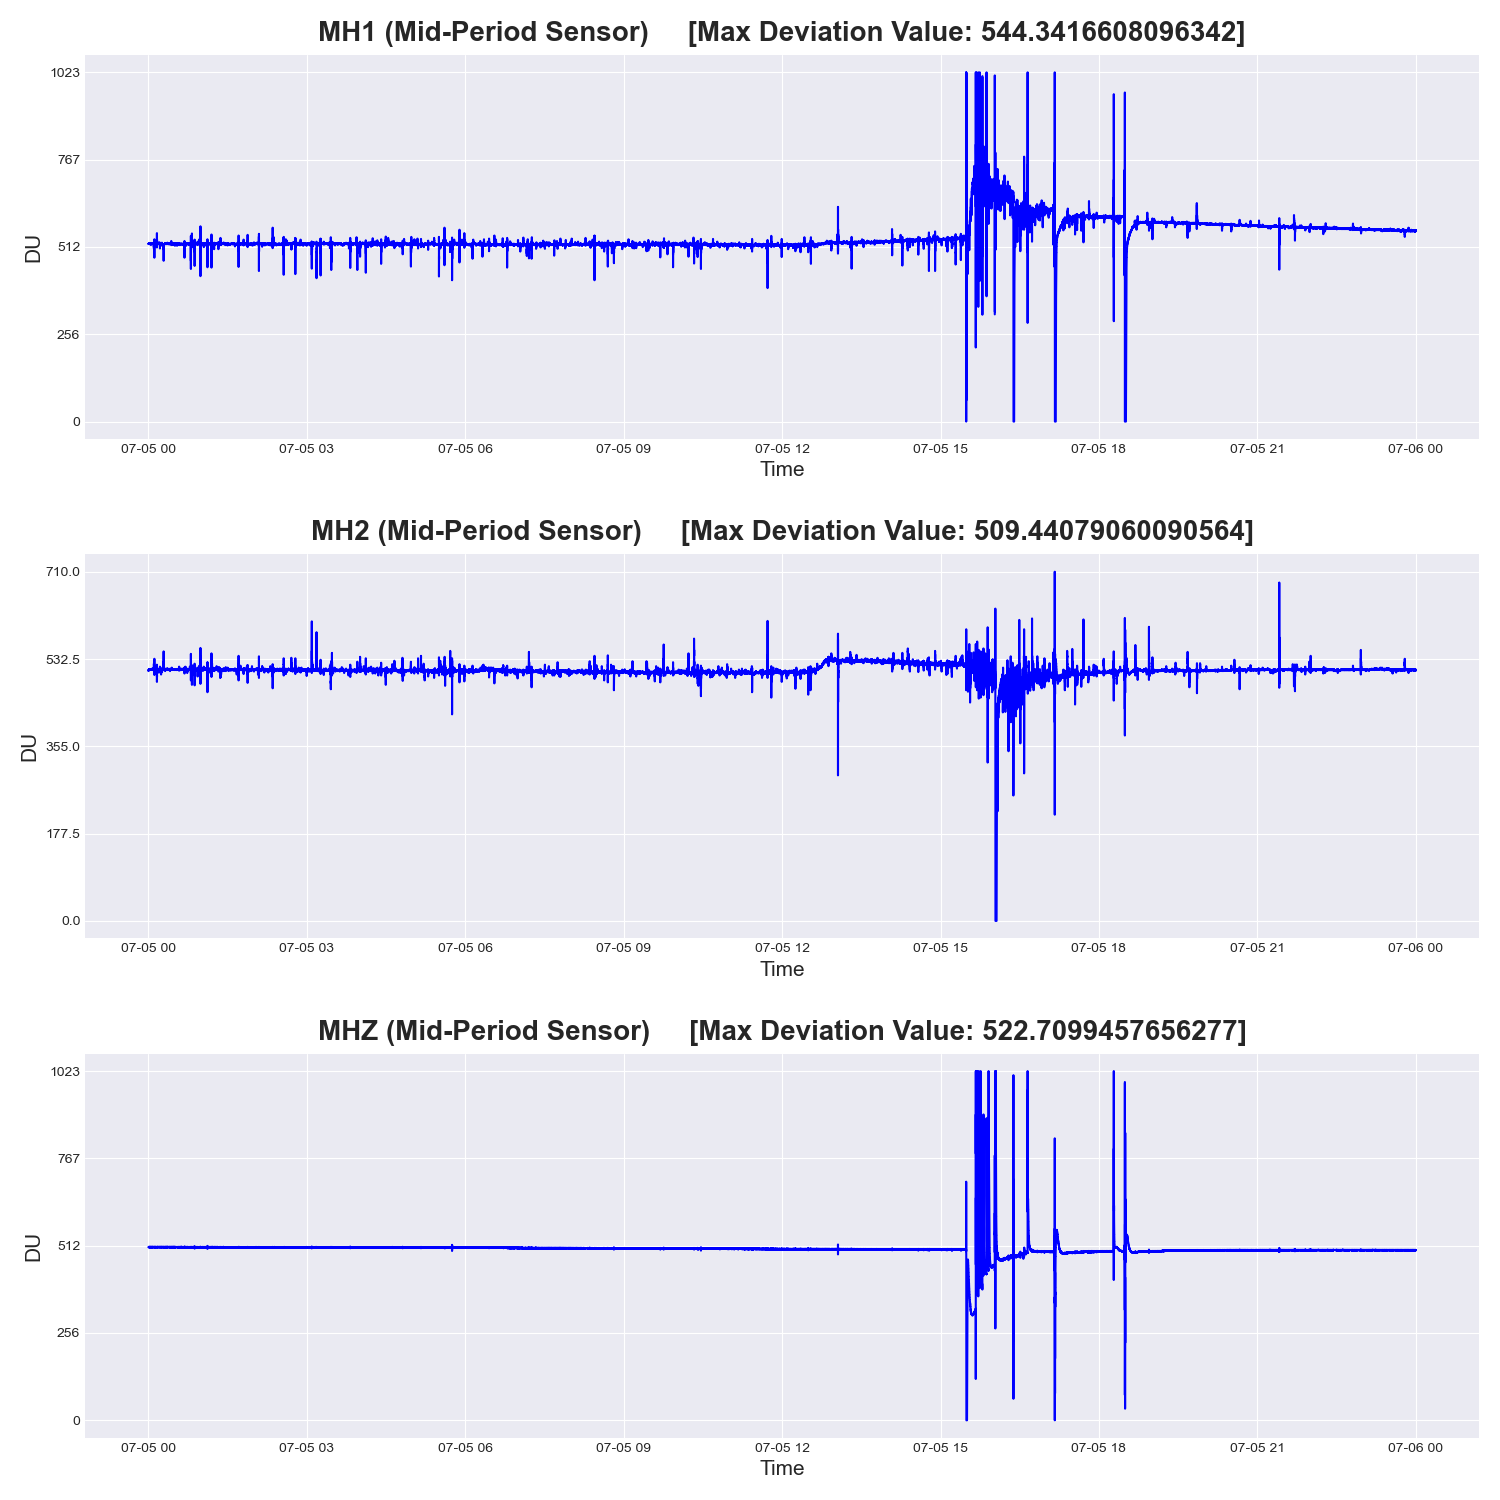 MH1 (Mid-Period Sensor) [Max Deviation Value: 544.3416608096342]
1023
767
512
256
0
DU
07-05 00 07-05 03 07-05 06 07-05 09 07-05 12 07-05 15 07-05 18 07-05 21 07-06 00
Time
MH2 (Mid-Period Sensor) [Max Deviation Value: 509.44079060090564]
710.0
532.5
355.0
177.5
0.0
DU
07-05 00 07-05 03 07-05 06 07-05 09 07-05 12 07-05 15 07-05 18 07-05 21 07-06 00
Time
MHZ (Mid-Period Sensor) [Max Deviation Value: 522.7099457656277]
1023
767
512
256
0
DU
07-05 00 07-05 03 07-05 06 07-05 09 07-05 12 07-05 15 07-05 18 07-05 21 07-06 00
Time